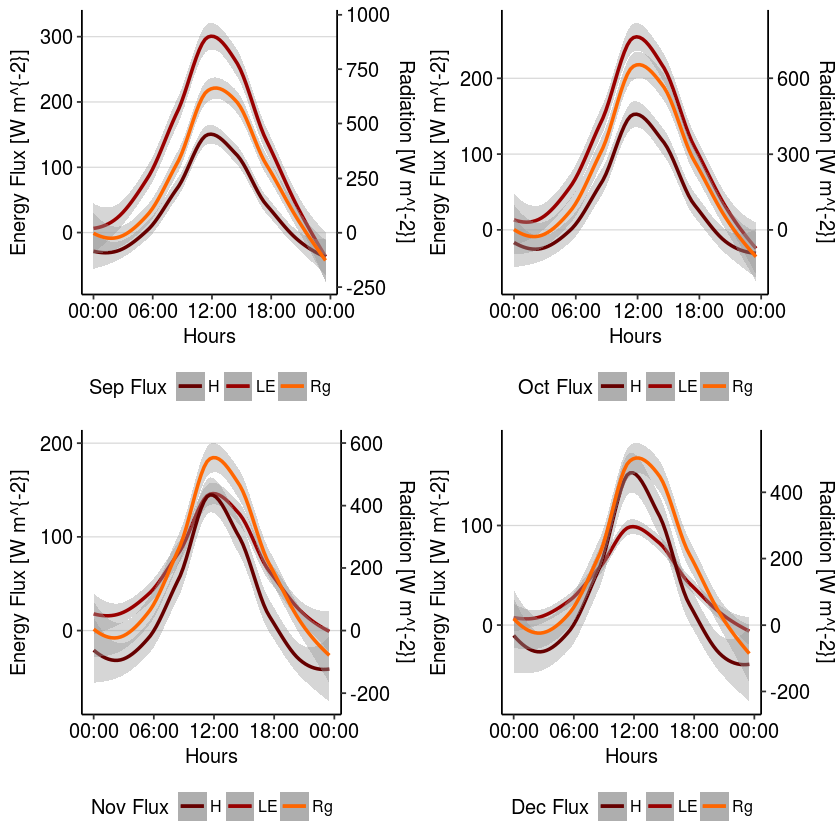 300
200
100
0
1000
750
500
250
0
-250
Energy Flux [W m^{-2}]
Radiation [W m^{-2}]
00:00 06:00 12:00 18:00 00:00
Hours
Sep Flux H LE Rg
200
100
0
600
300
0
Energy Flux [W m^{-2}]
Radiation [W m^{-2}]
00:00 06:00 12:00 18:00 00:00
Hours
Oct Flux H LE Rg
200
100
0
600
400
200
0
-200
Energy Flux [W m^{-2}]
Radiation [W m^{-2}]
00:00 06:00 12:00 18:00 00:00
Hours
Nov Flux H LE Rg
100
0
400
200
0
-200
Energy Flux [W m^{-2}]
Radiation [W m^{-2}]
00:00 06:00 12:00 18:00 00:00
Hours
Dec Flux H LE Rg